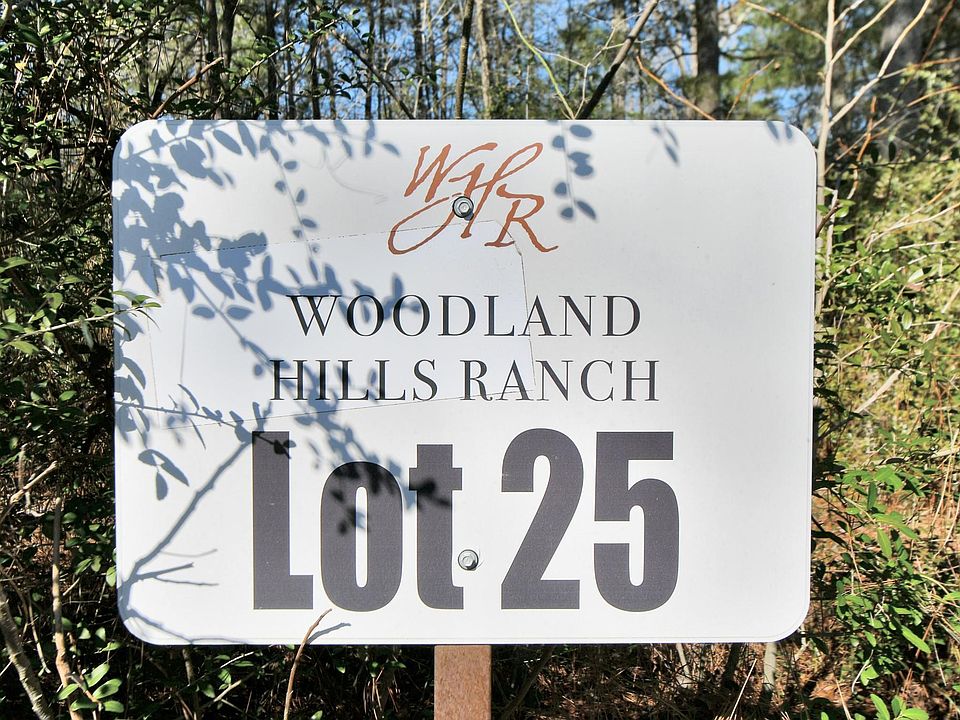 WHR
WOODLAND
HILLS RANCH
Lot 25